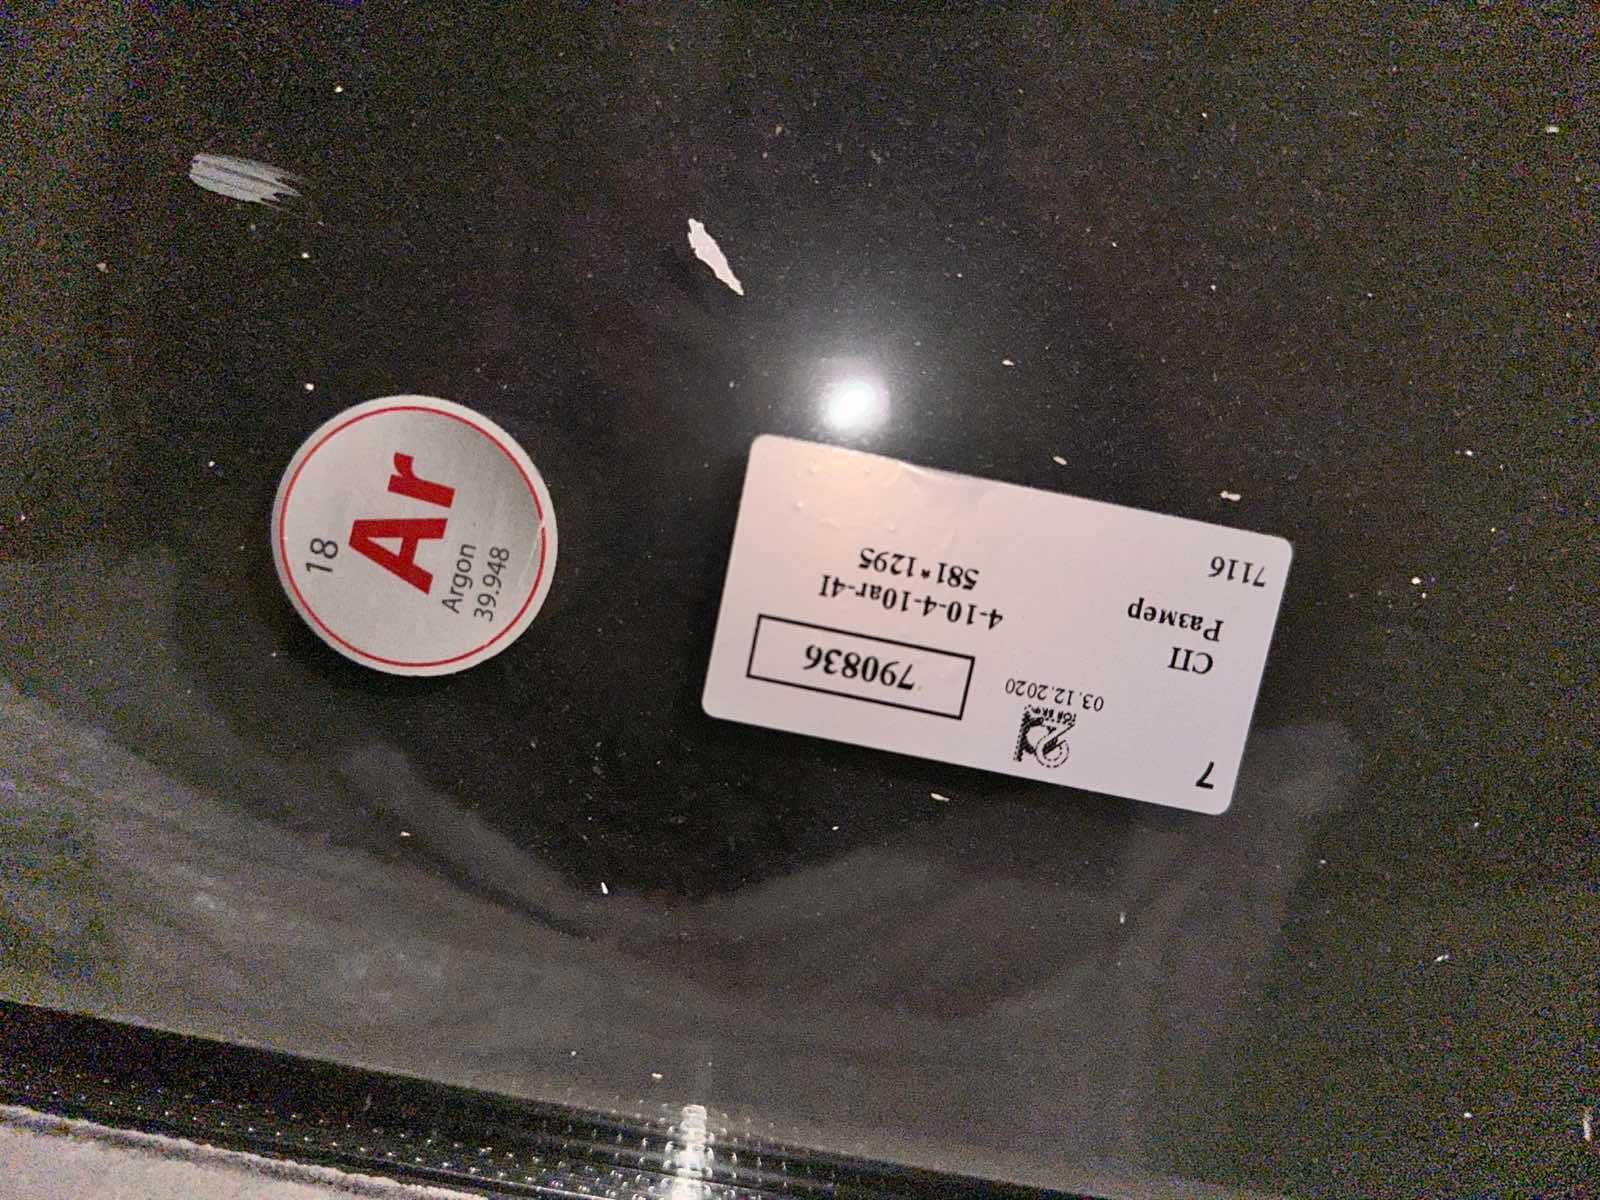 18
Ar
Argon
39.948
7
03.12.2020
790836
СП
4-10-4-10ar-4I
Размер
581*1295
7116